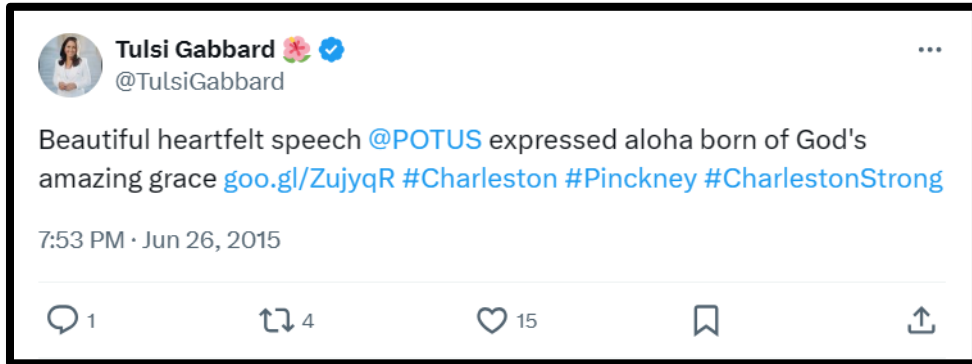 Tulsi Gabbard 🌺
@TulsiGabbard
Beautiful heartfelt speech @POTUS expressed aloha born of God's
amazing grace goo.gl/ZujyqR #Charleston #Pinckney #CharlestonStrong
7:53 PM · Jun 26, 2015
1 4 15